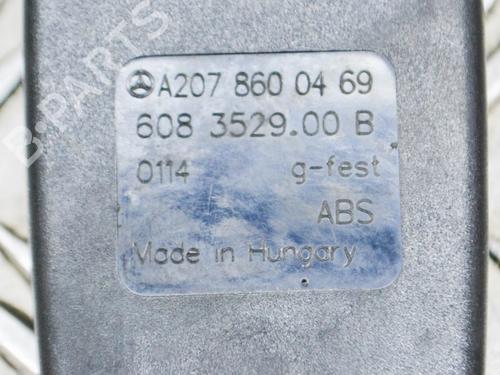 A207 860 04 69
608 3529.00 B
0114 g-fest
ABS
Made in Hungary
B-PARTS